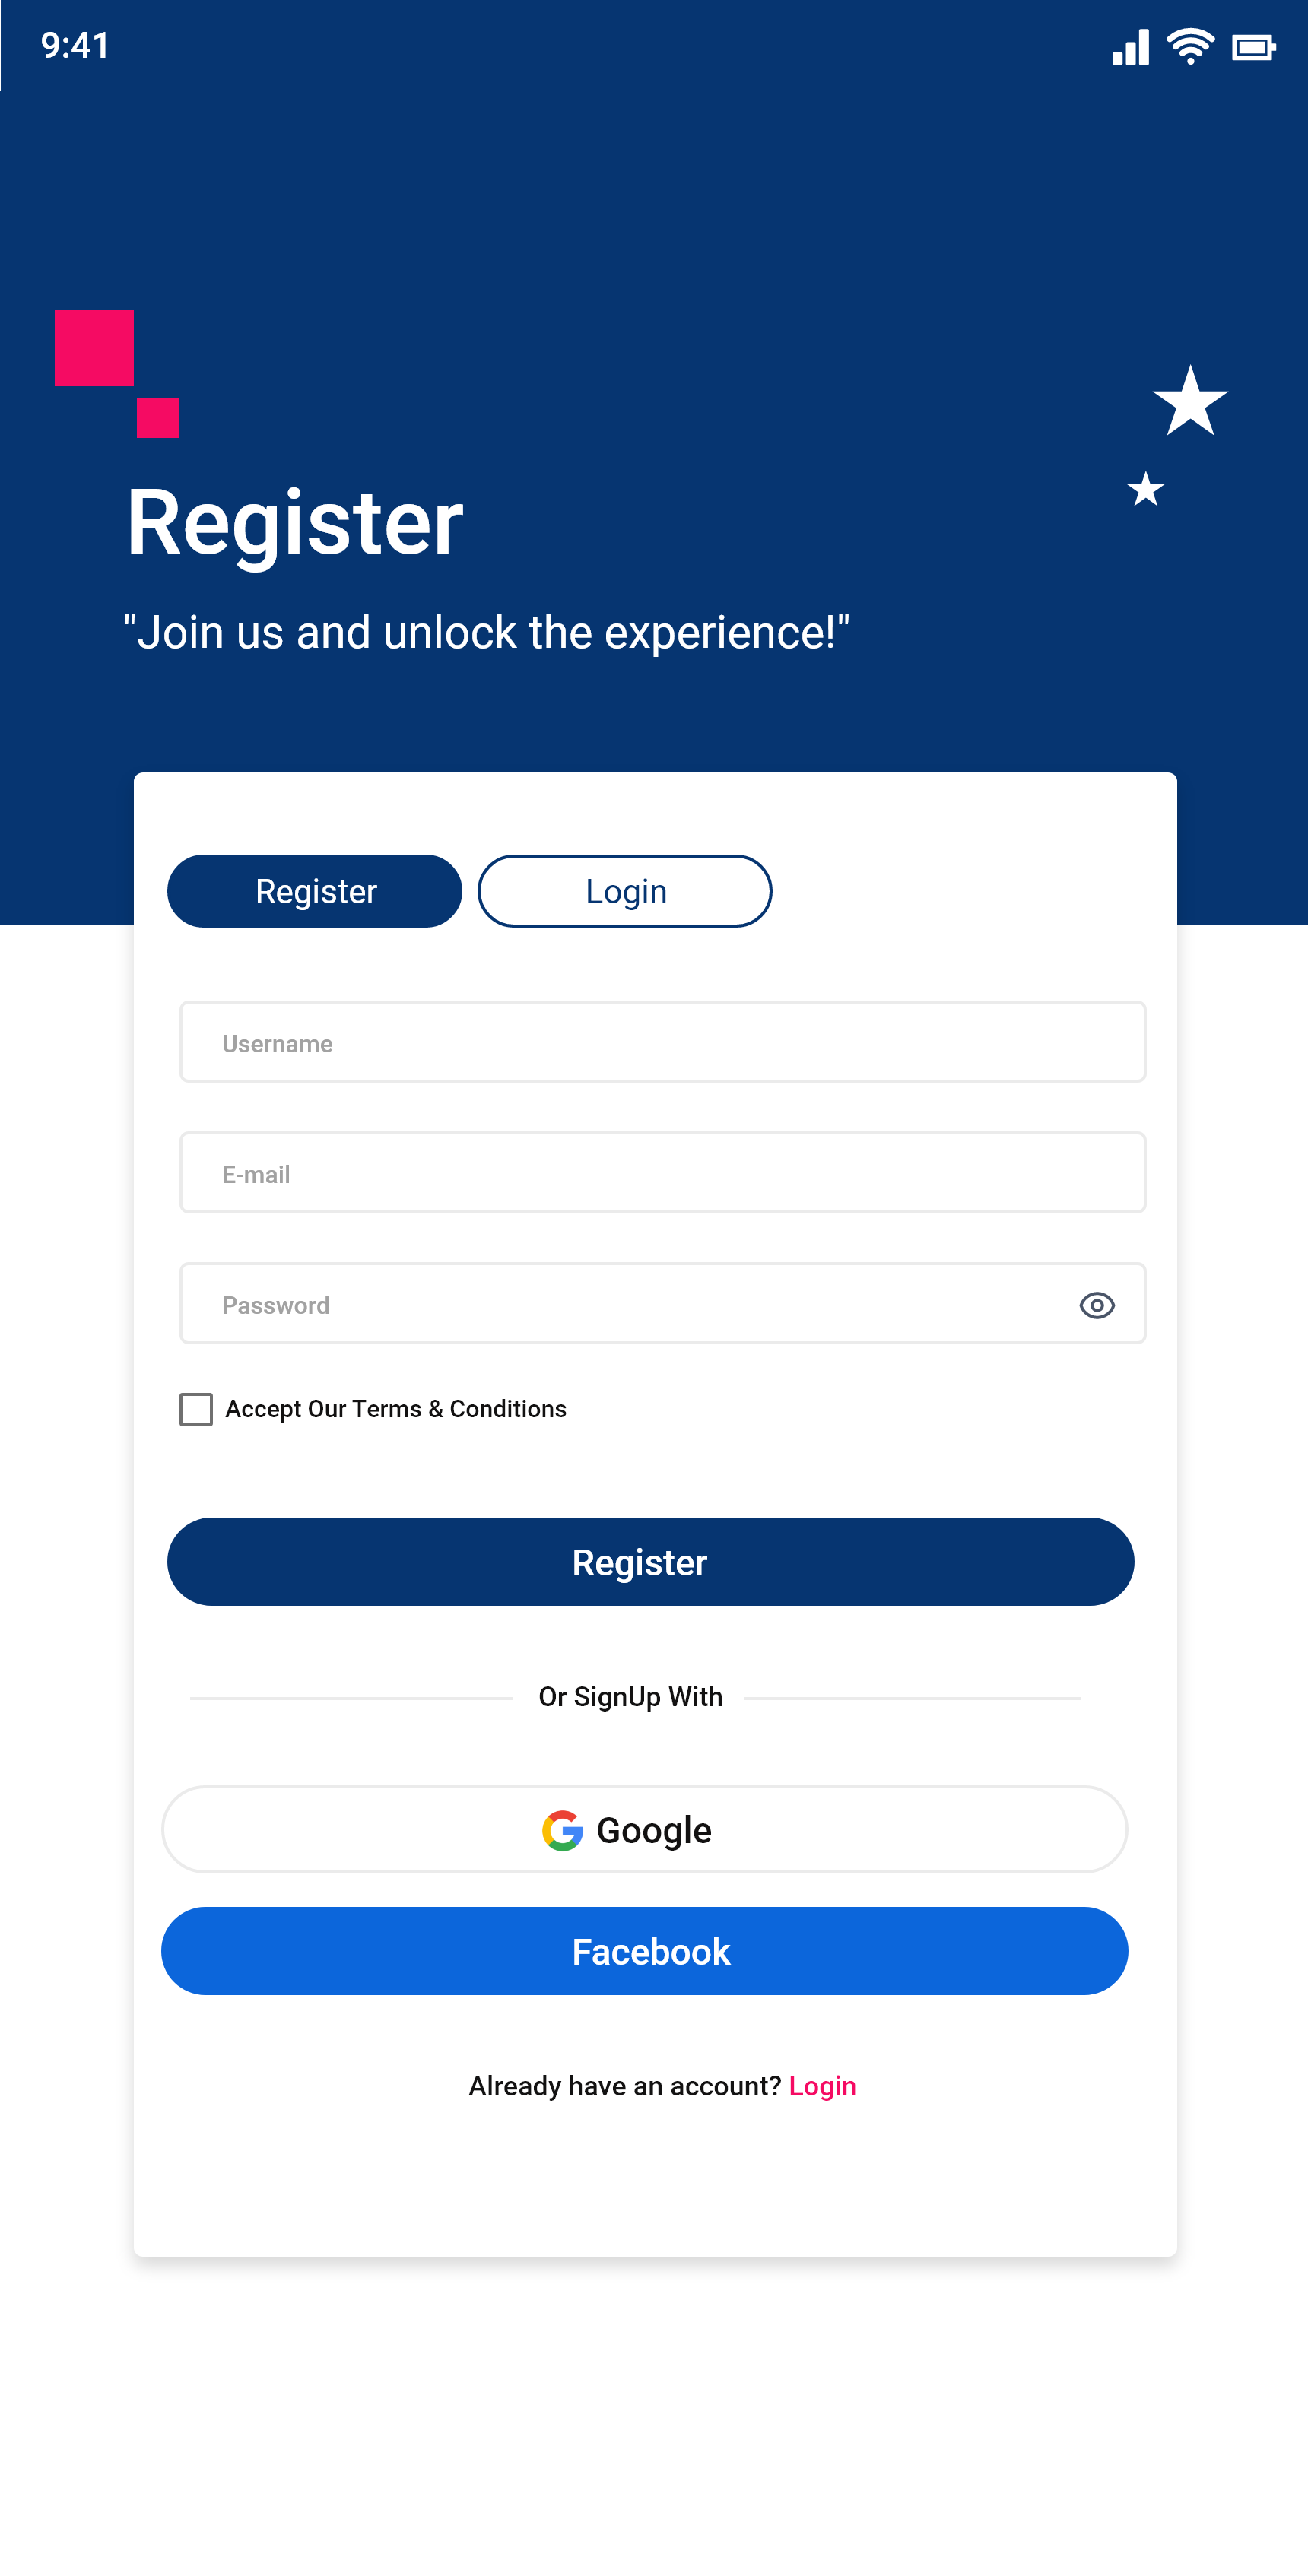 9:41
Register
"Join us and unlock the experience!"
Register
Login
Username
E-mail
Password
Accept Our Terms & Conditions
Register
Or SignUp With
Google
Facebook
Already have an account? Login